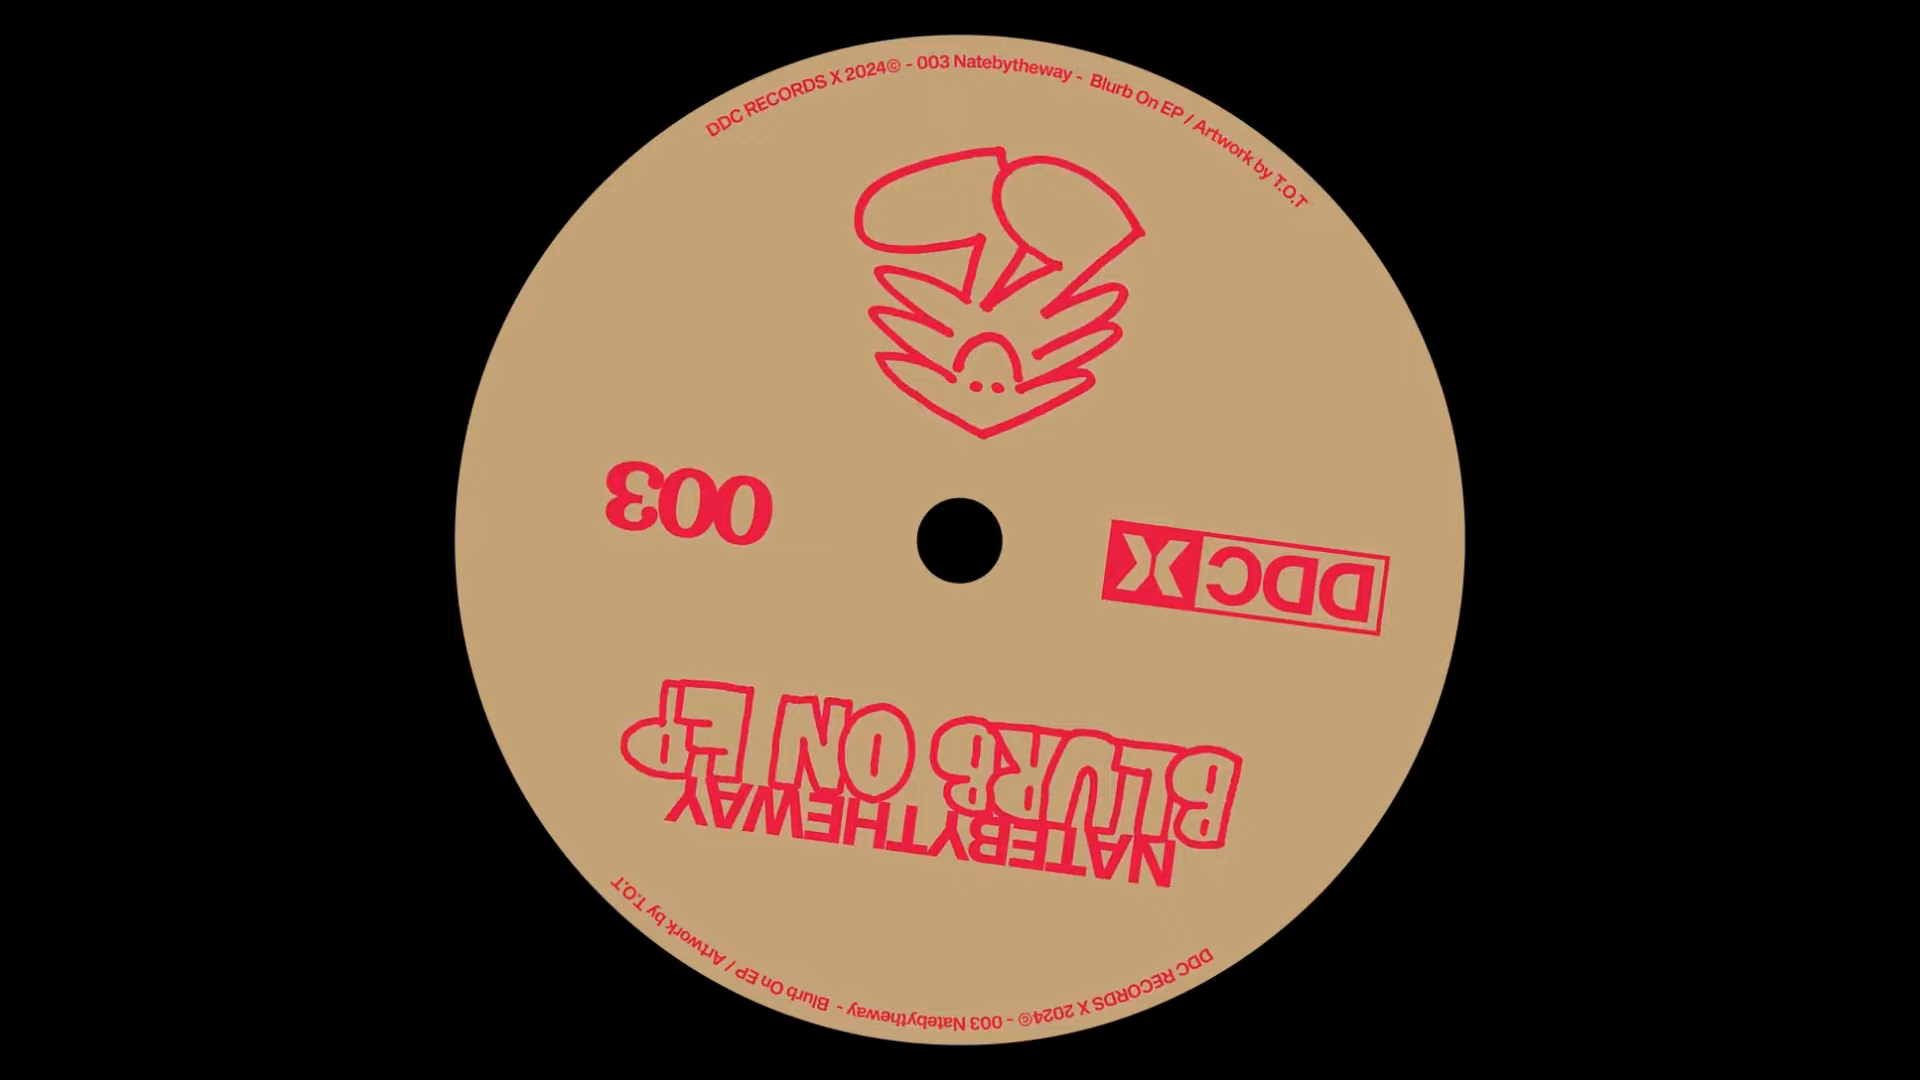 DDC RECORDS X 2024© - 003 Natebytheway - Blurb On EP / Artwork by T.O.T
003
DDC X
BLURB ON EP
NATEBYTHEWAY
DDC RECORDS X 2024© - 003 Natebytheway - Blurb On EP / Artwork by T.O.T